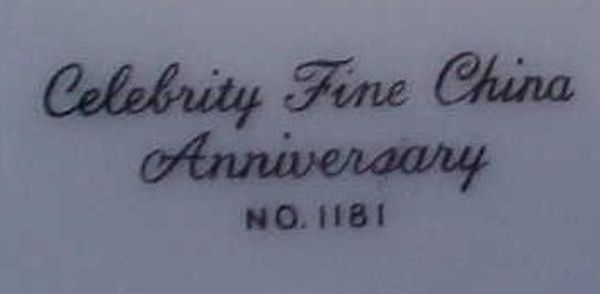 Celebrity Fine China
Anniversary
NO. 1181